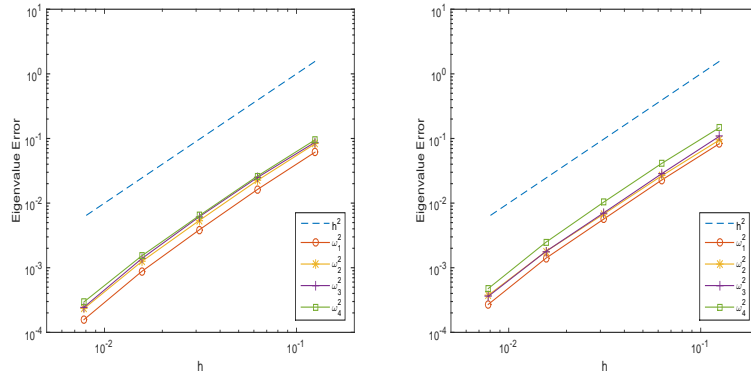 10^1
10^0
10^-1
10^-2
10^-3
10^-4
Eigenvalue Error
10^-2
10^-1
h
h^2
ω_1^2
ω_2^2
ω_3^2
ω_4^2
10^1
10^0
10^-1
10^-2
10^-3
10^-4
Eigenvalue Error
10^-2
10^-1
h
h^2
ω_1^2
ω_2^2
ω_3^2
ω_4^2